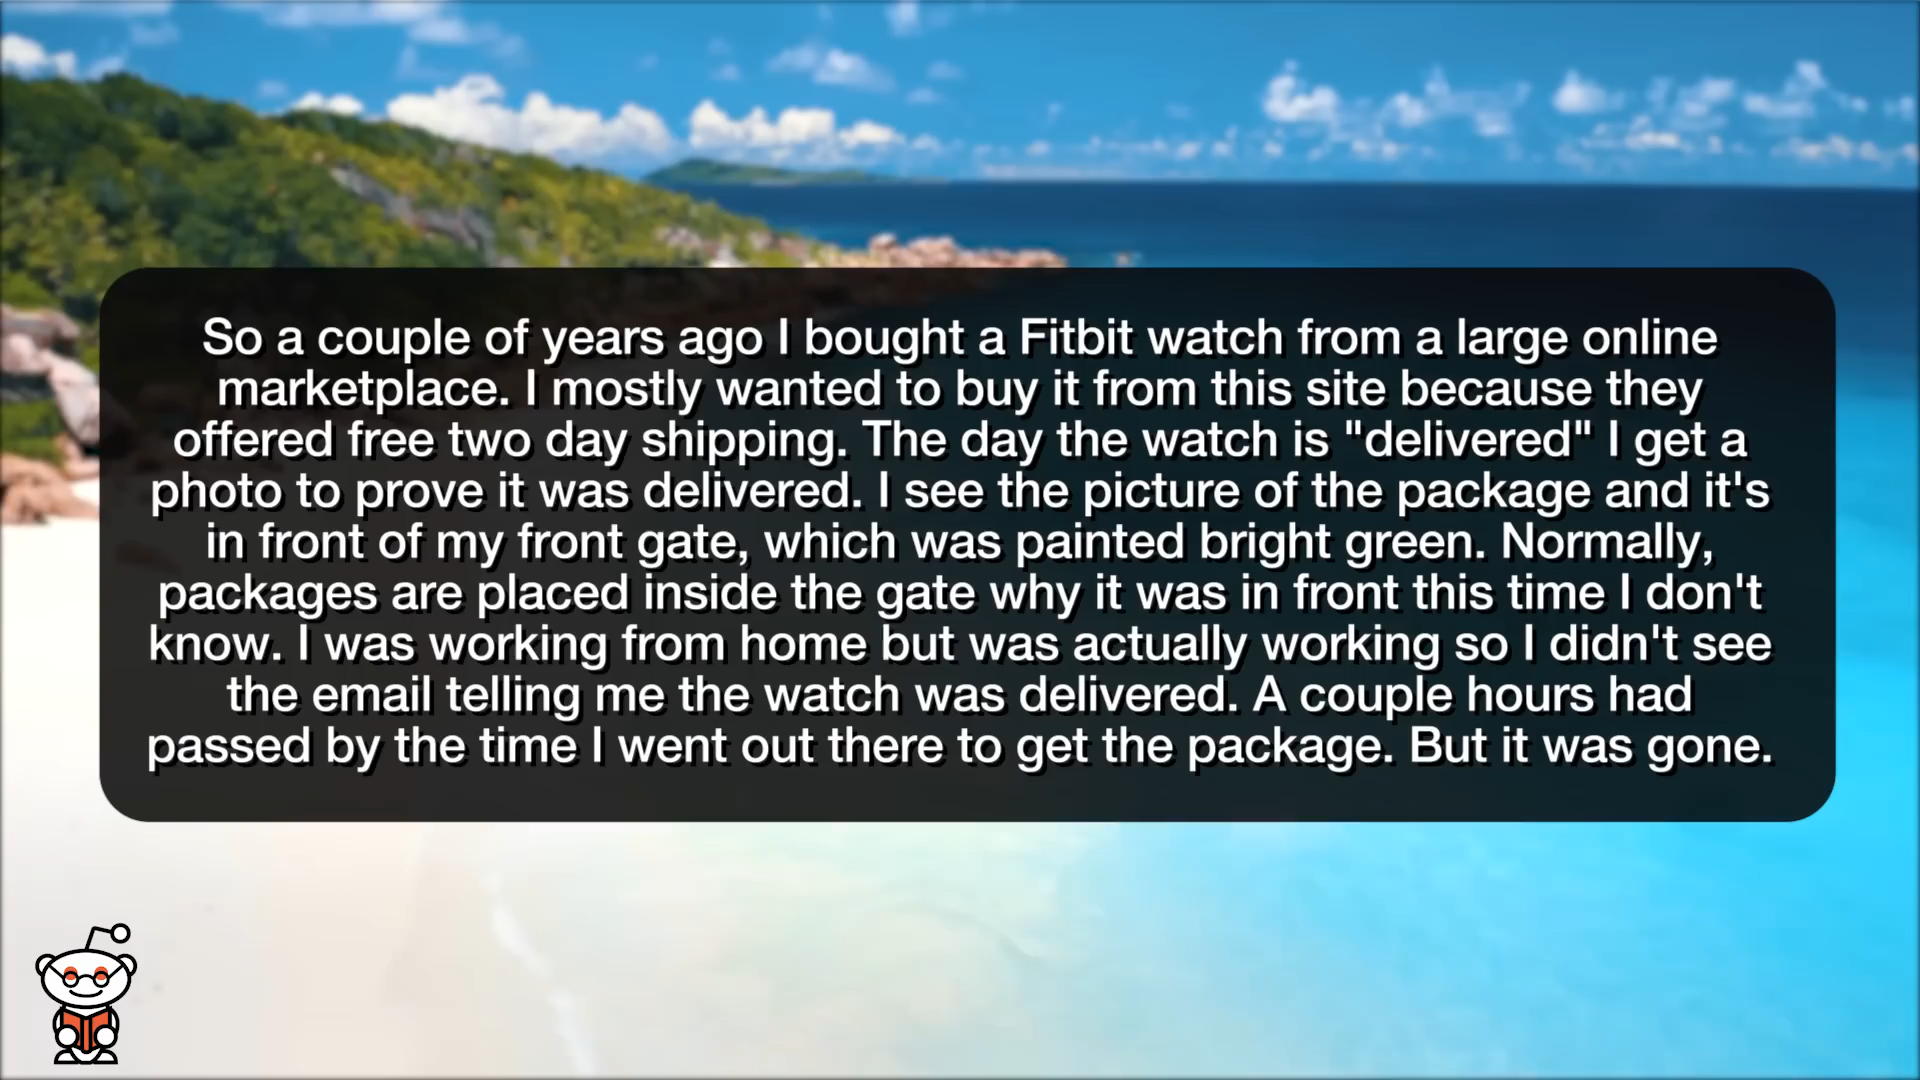 So a couple of years ago I bought a Fitbit watch from a large online
marketplace. I mostly wanted to buy it from this site because they
offered free two day shipping. The day the watch is "delivered" I get a
photo to prove it was delivered. I see the picture of the package and it's
in front of my front gate, which was painted bright green. Normally,
packages are placed inside the gate why it was in front this time I don't
know. I was working from home but was actually working so I didn't see
the email telling me the watch was delivered. A couple hours had
passed by the time I went out there to get the package. But it was gone.